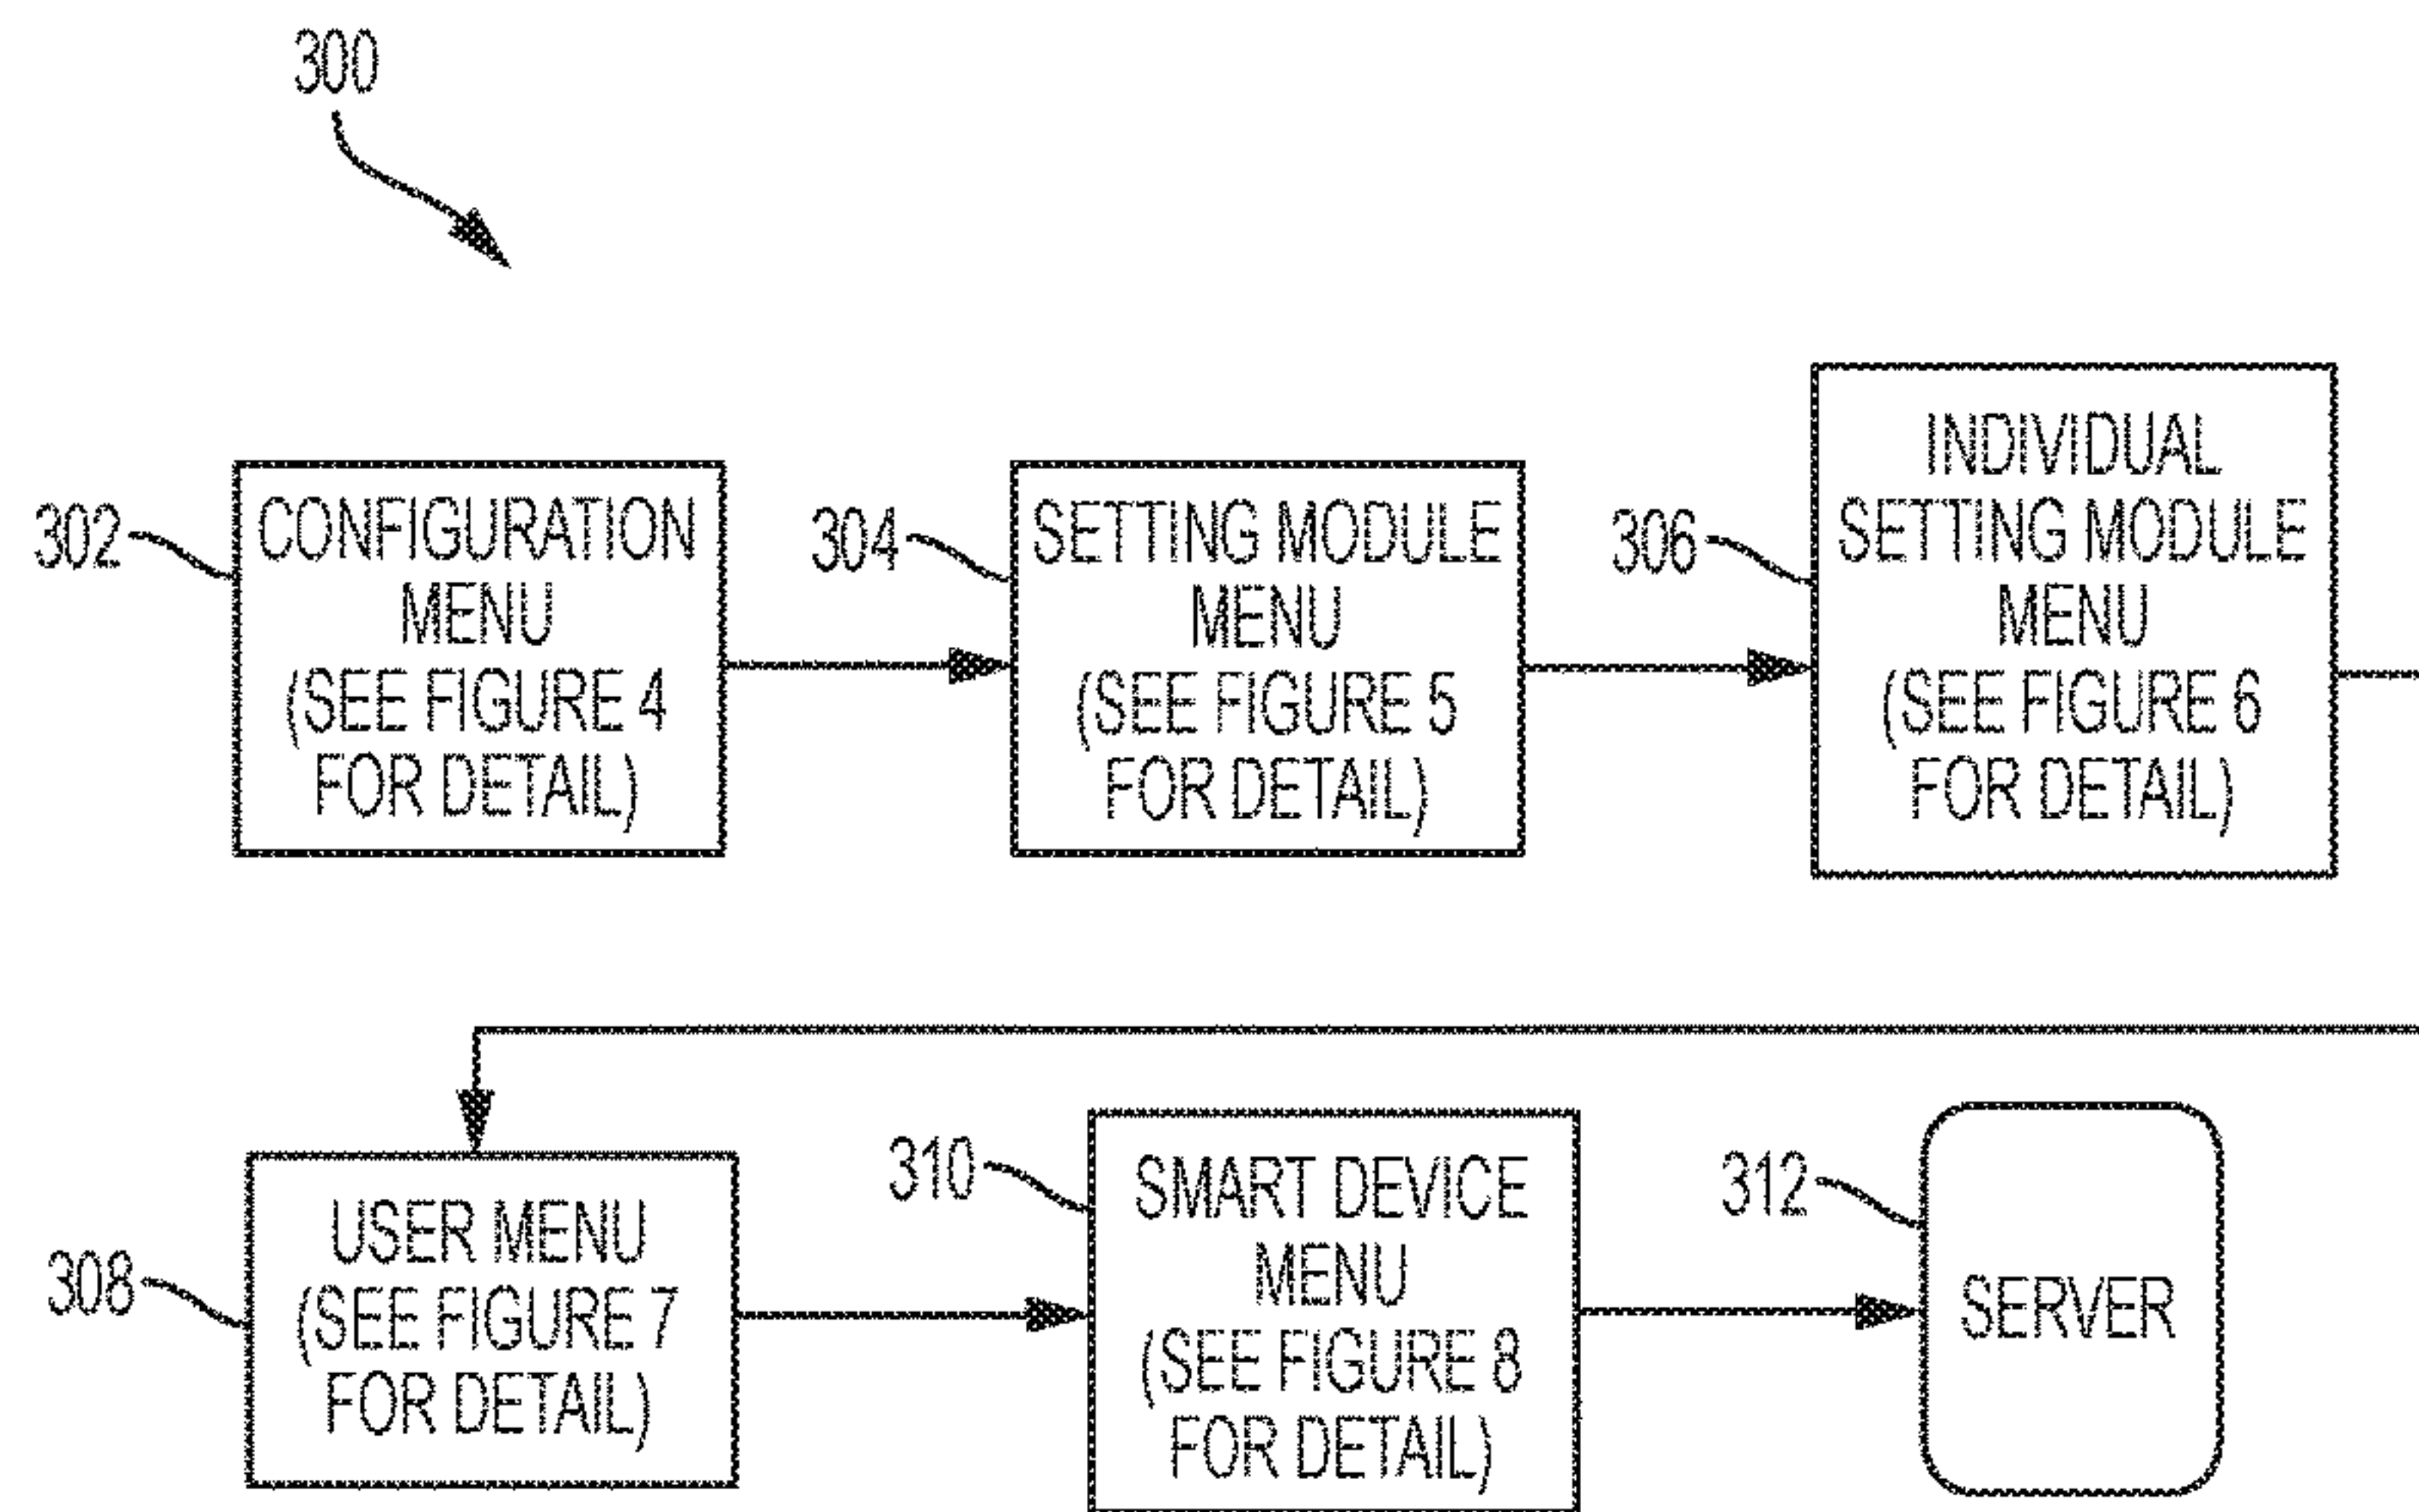 300
302
CONFIGURATION
MENU
(SEE FIGURE 4
FOR DETAIL)
304
SETTING MODULE
MENU
(SEE FIGURE 5
FOR DETAIL)
306
INDIVIDUAL
SETTING MODULE
MENU
(SEE FIGURE 6
FOR DETAIL)
308
USER MENU
(SEE FIGURE 7
FOR DETAIL)
310
SMART DEVICE
MENU
(SEE FIGURE 8
FOR DETAIL)
312
SERVER